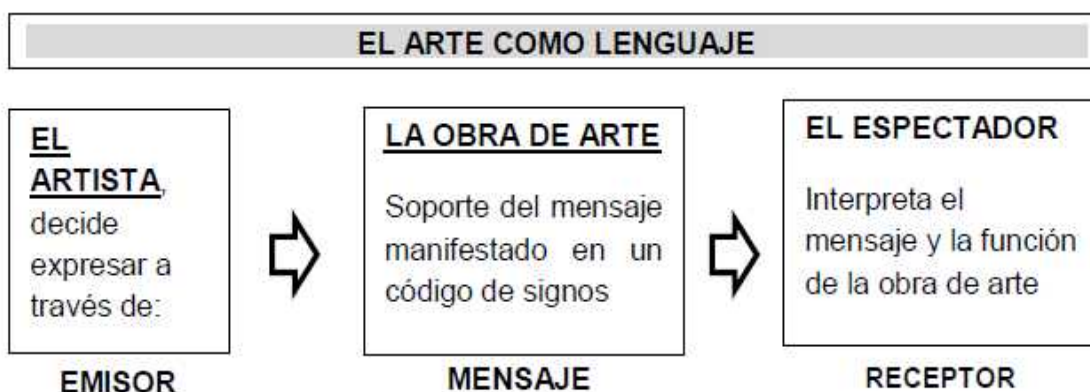 EL ARTE COMO LENGUAJE
EL
ARTISTA,
decide
expresar a
través de:
EMISOR
LA OBRA DE ARTE
Soporte del mensaje
manifestado en un
código de signos
MENSAJE
EL ESPECTADOR
Interpreta el
mensaje y la función
de la obra de arte
RECEPTOR